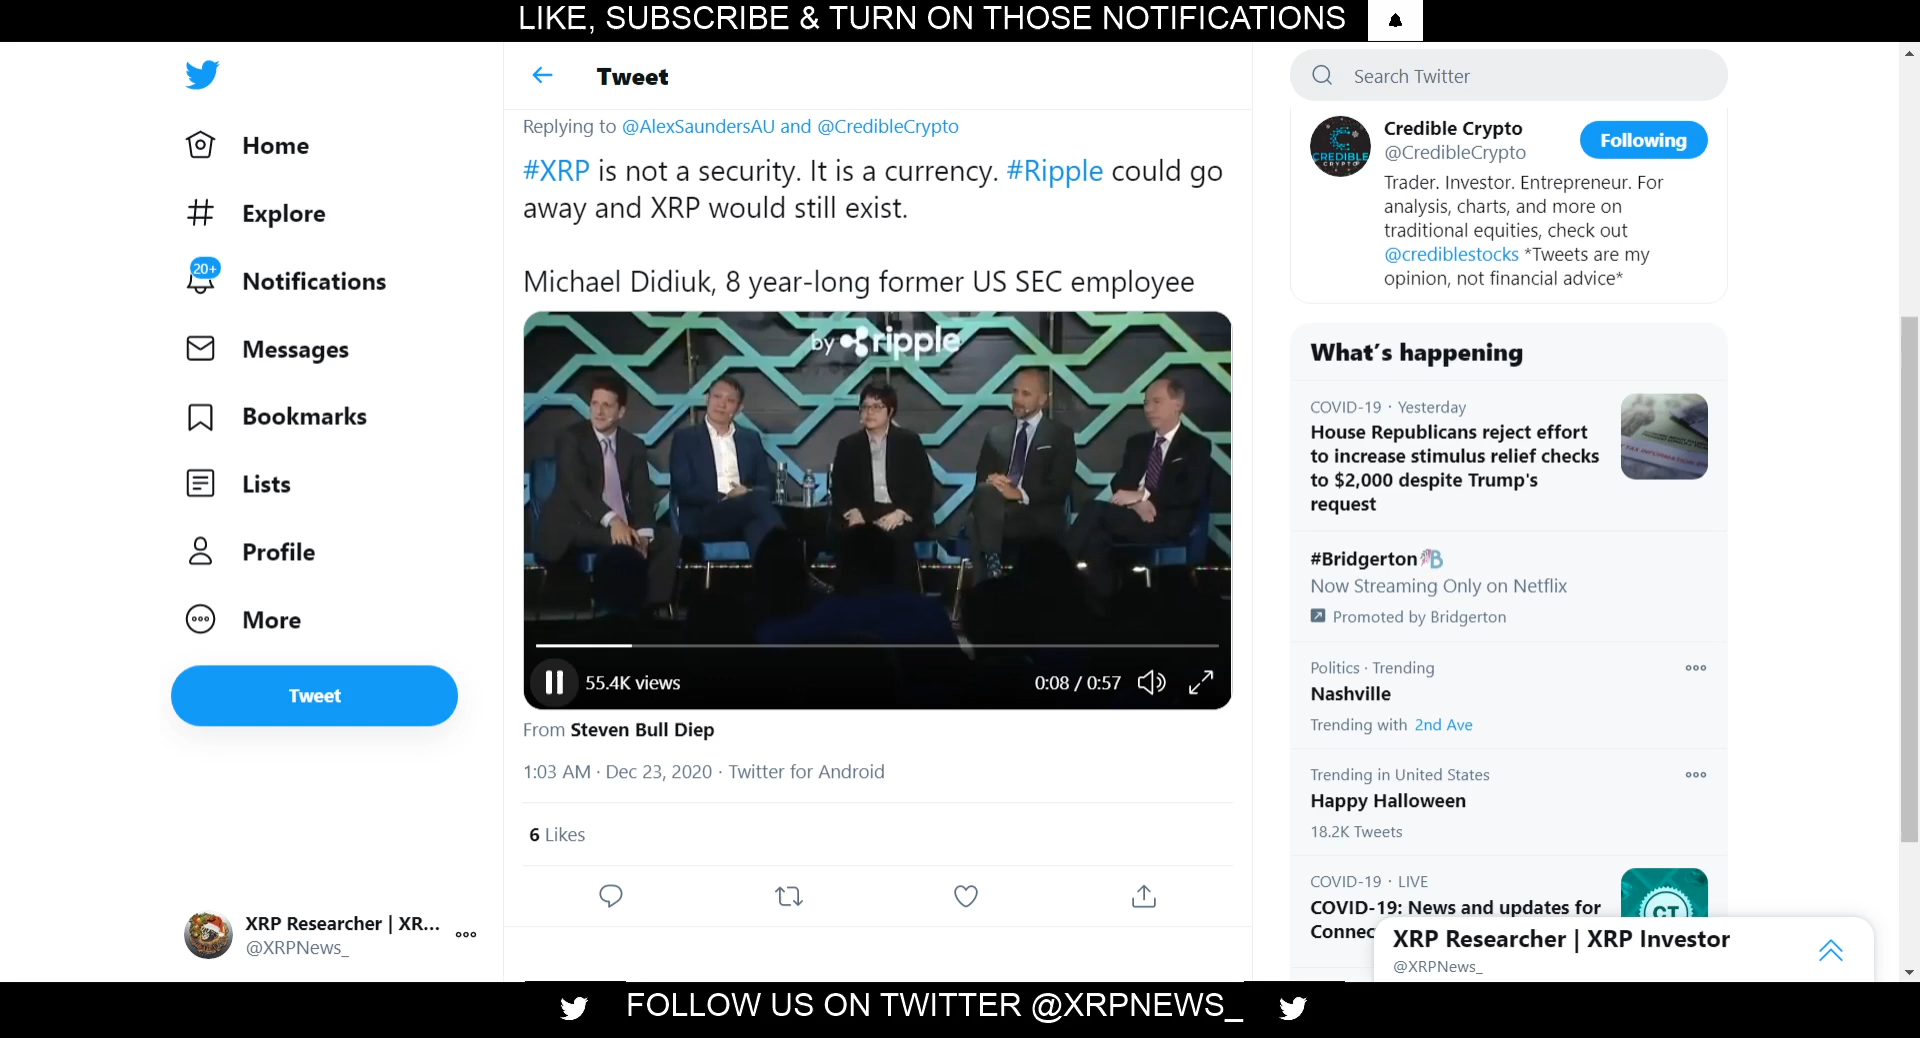 LIKE, SUBSCRIBE & TURN ON THOSE NOTIFICATIONS
Home
Explore
20+
Notifications
Messages
Bookmarks
Lists
Profile
More
Tweet
XRP Researcher | XR...
@XRPNews_
Tweet
Replying to @AlexSaundersAU and @CredibleCrypto
#XRP is not a security. It is a currency. #Ripple could go
away and XRP would still exist.
Michael Didiuk, 8 year-long former US SEC employee
by ripple
55.4K views
0:08 / 0:57
From Steven Bull Diep
1:03 AM · Dec 23, 2020 · Twitter for Android
6 Likes
Search Twitter
CREDIBLE
CRYPTO
Credible Crypto
@CredibleCrypto
Following
Trader. Investor. Entrepreneur. For
analysis, charts, and more on
traditional equities, check out
@crediblestocks *Tweets are my
opinion, not financial advice*
What's happening
COVID-19 · Yesterday
House Republicans reject effort
to increase stimulus relief checks
to $2,000 despite Trump's
request
#Bridgerton
Now Streaming Only on Netflix
Promoted by Bridgerton
Politics · Trending
Nashville
Trending with 2nd Ave
Trending in United States
Happy Halloween
18.2K Tweets
COVID-19 · LIVE
COVID-19: News and updates for
Connec
CT
XRP Researcher | XRP Investor
@XRPNews_
FOLLOW US ON TWITTER @XRPNEWS_